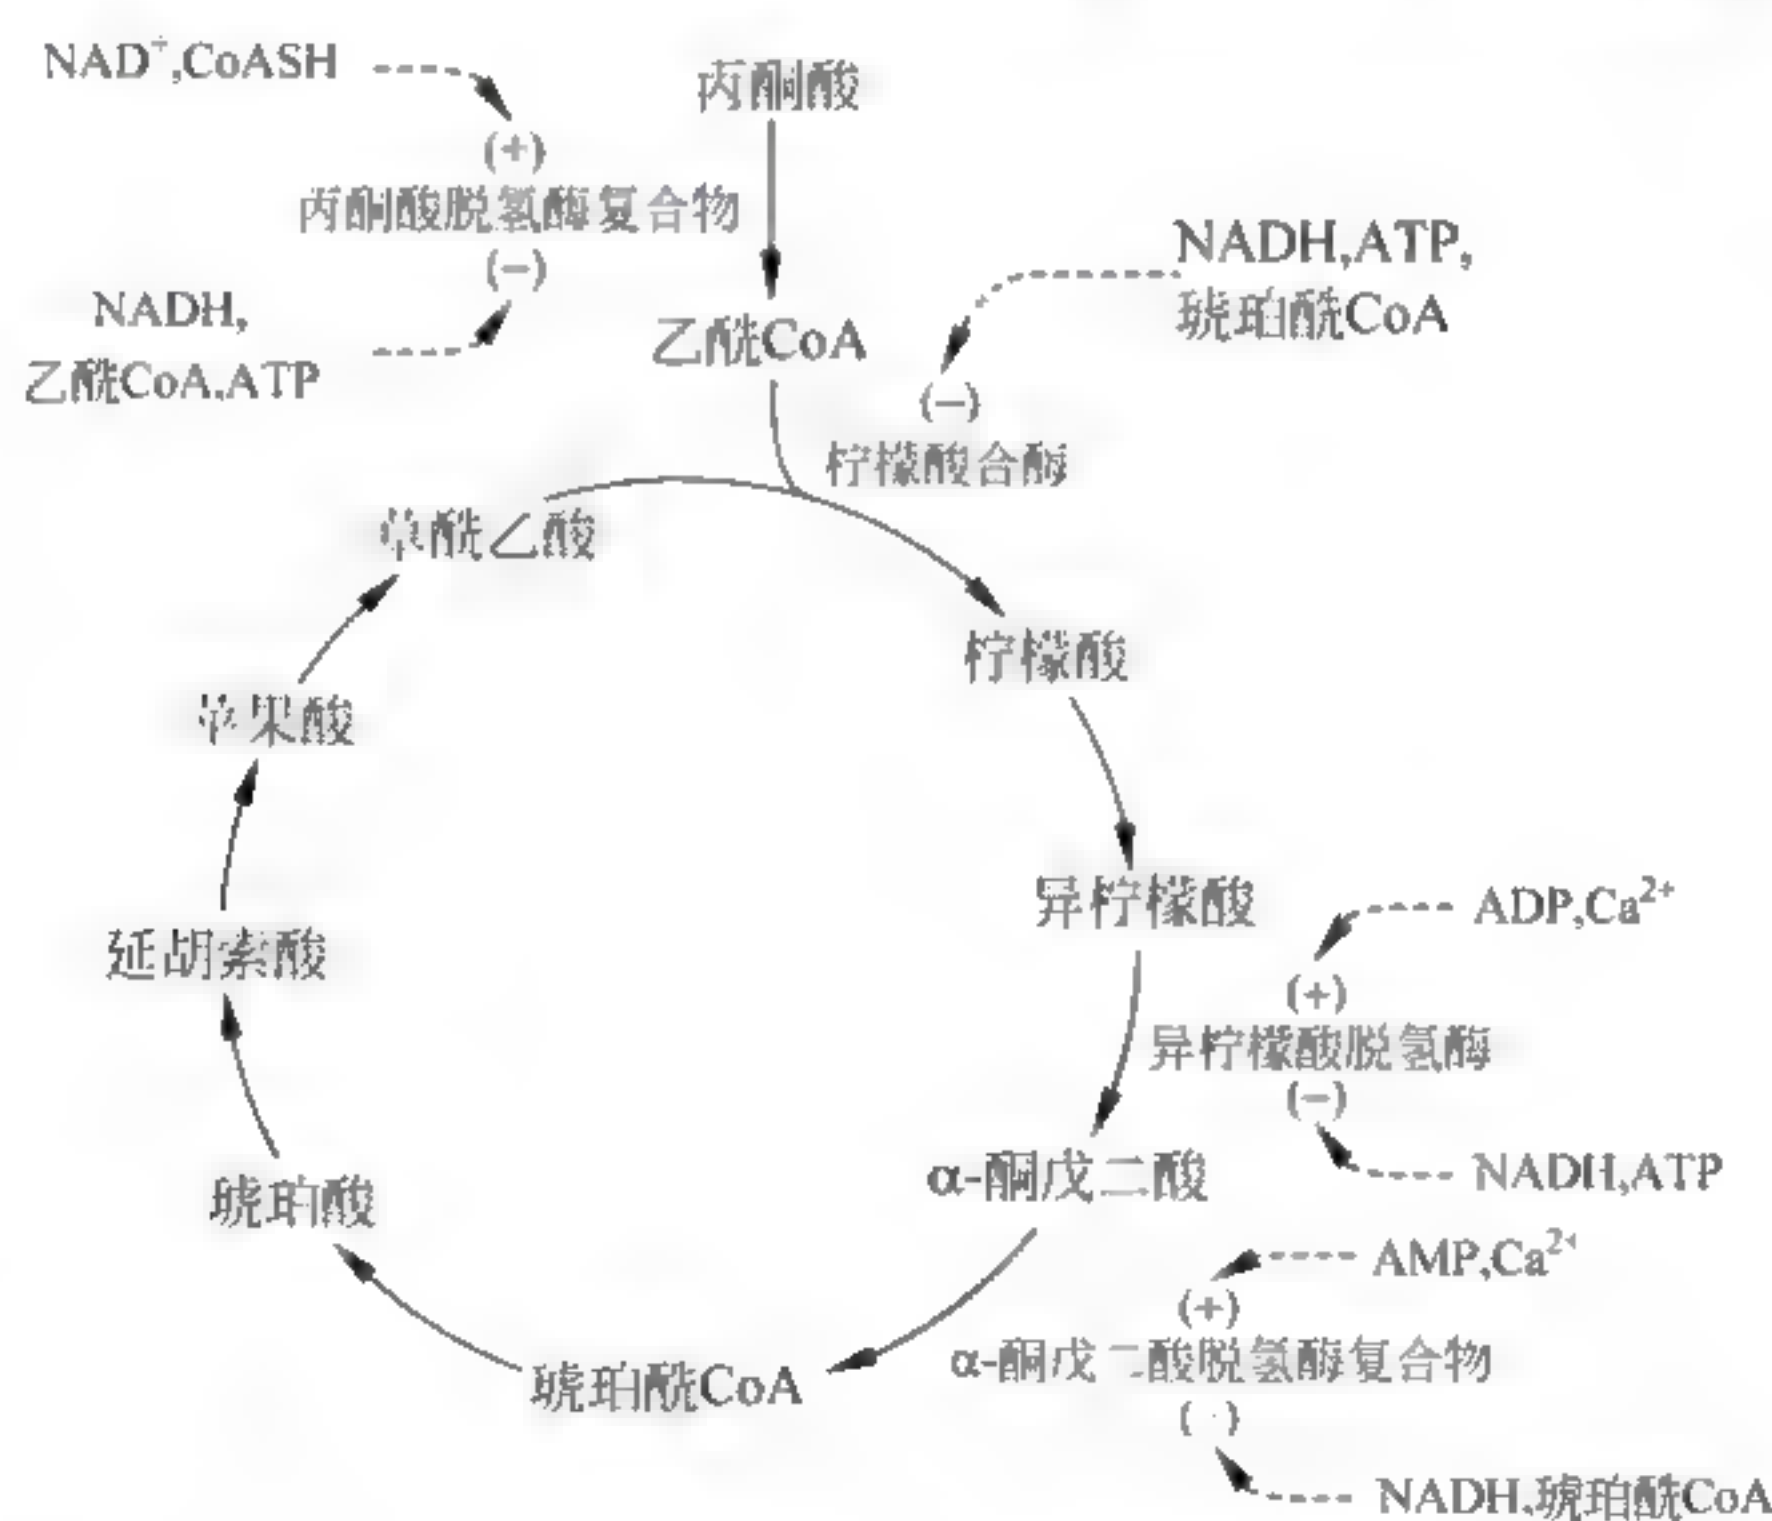 NAD⁺,CoASH
丙酮酸
(+)
丙酮酸脱氢酶复合物
(−)
NADH,
乙酰CoA,ATP
乙酰CoA
NADH,ATP,
琥珀酰CoA
(−)
柠檬酸合酶
草酰乙酸
柠檬酸
苹果酸
异柠檬酸
ADP,Ca²⁺
(+)
异柠檬酸脱氢酶
(−)
NADH,ATP
延胡索酸
α-酮戊二酸
琥珀酸
AMP,Ca²⁺
(+)
α-酮戊二酸脱氢酶复合物
(−)
琥珀酰CoA
NADH,琥珀酰CoA